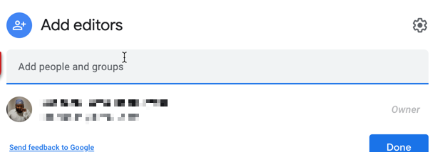 Add editors
Add people and groups
Owner
Send feedback to Google
Done